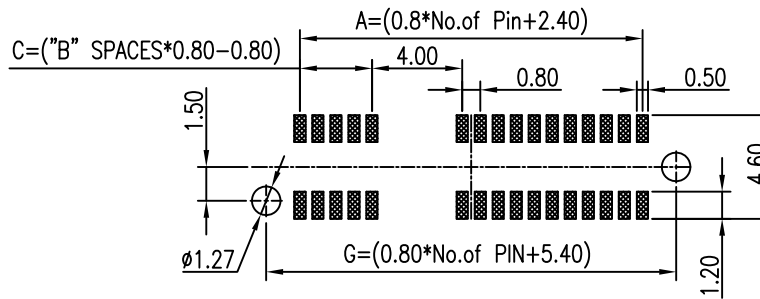 A=(0.8*No.of Pin+2.40)
C=("B" SPACES*0.80-0.80)
4.00
0.80
0.50
1.50
4.60
ø1.27
G=(0.80*No.of PIN+5.40)
1.20